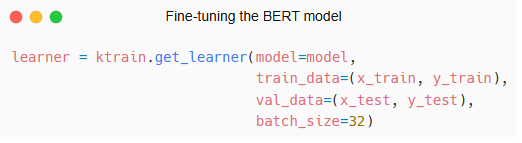 Fine-tuning the BERT model
learner = ktrain.get_learner(model=model,
                             train_data=(x_train, y_train),
                             val_data=(x_test, y_test),
                             batch_size=32)